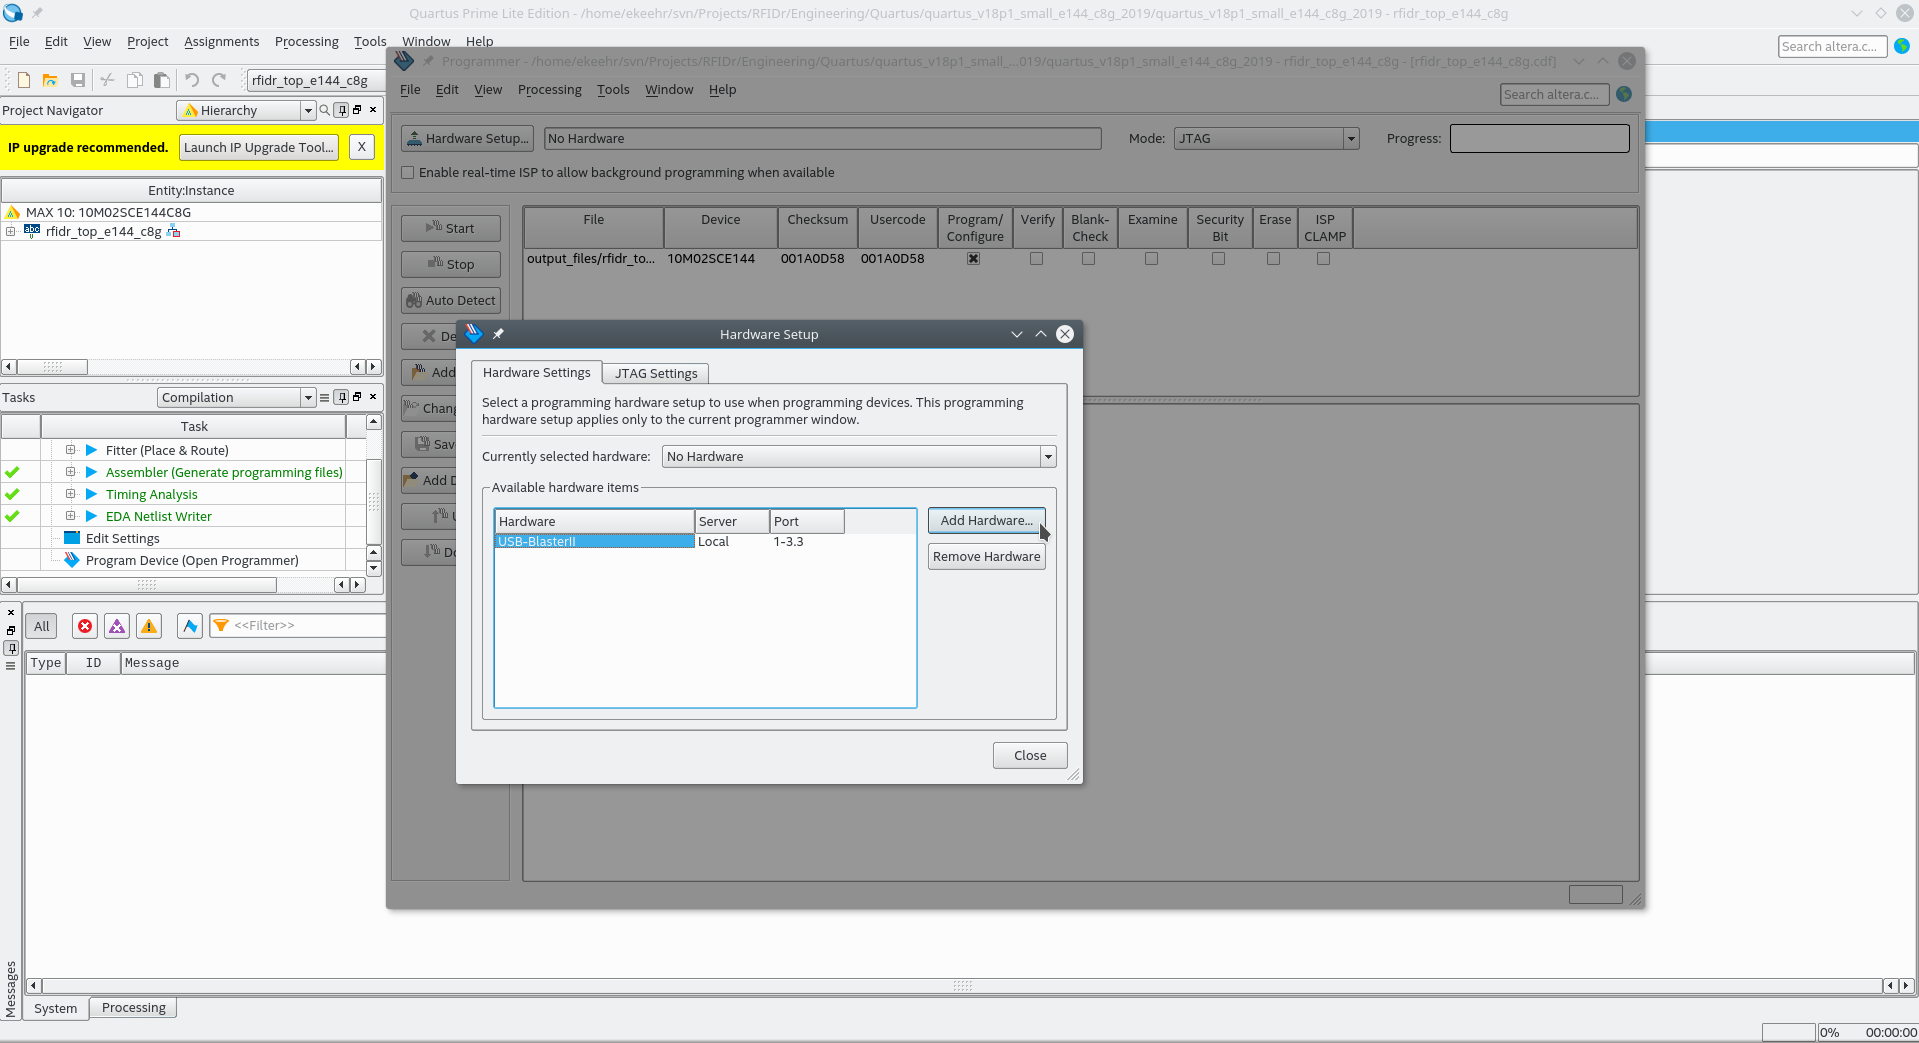 Quartus Prime Lite Edition - /home/ekeehr/svn/Projects/RFIDr/Engineering/Quartus/quartus_v18p1_small_e144_c8g_2019/quartus_v18p1_small_e144_c8g_2019 - rfidr_top_e144_c8g
File Edit View Project Assignments Processing Tools Window Help
Search altera.c...
rfidr_top_e144_c8g
Programmer - /home/ekeehr/svn/Projects/RFIDr/Engineering/Quartus/quartus_v18p1_small_...019/quartus_v18p1_small_e144_c8g_2019 - rfidr_top_e144_c8g - [rfidr_top_e144_c8g.cdf]
File Edit View Processing Tools Window Help
Search altera.c...
Project Navigator Hierarchy
IP upgrade recommended. Launch IP Upgrade Tool... X
Entity:Instance
MAX 10: 10M02SCE144C8G
abc rfidr_top_e144_c8g
Hardware Setup... No Hardware Mode: JTAG Progress:
Enable real-time ISP to allow background programming when available
Start
Stop
Auto Detect
De
Add
Chang
Sav
Add D
U
Do
File Device Checksum Usercode Program/ Configure Verify Blank- Check Examine Security Bit Erase ISP CLAMP
output_files/rfidr_to... 10M02SCE144 001A0D58 001A0D58
Tasks Compilation
Task
Fitter (Place & Route)
Assembler (Generate programming files)
Timing Analysis
EDA Netlist Writer
Edit Settings
Program Device (Open Programmer)
Hardware Setup
Hardware Settings JTAG Settings
Select a programming hardware setup to use when programming devices. This programming
hardware setup applies only to the current programmer window.
Currently selected hardware: No Hardware
Available hardware items
Hardware Server Port
USB-BlasterII Local 1-3.3
Add Hardware...
Remove Hardware
Close
All <<Filter>>
Type ID Message
Messages
System Processing
0% 00:00:00